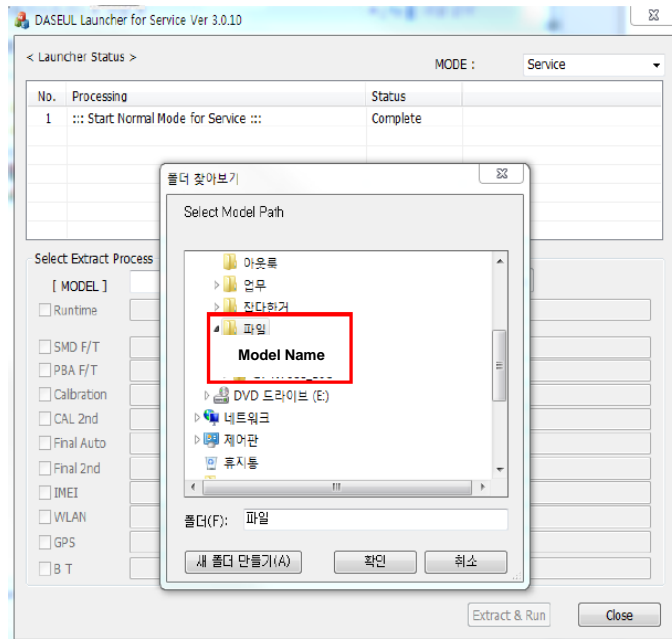 DASEUL Launcher for Service Ver 3.0.10
< Launcher Status >
MODE :
Service
No. Processing Status
1 ::: Start Normal Mode for Service ::: Complete
폴더 찾아보기
Select Model Path
아웃룩
업무
잡다한거
파일
Model Name
DVD 드라이브 (E:)
네트워크
제어판
휴지통
폴더(F): 파일
새 폴더 만들기(A) 확인 취소
Select Extract Process
[ MODEL ]
Runtime
SMD F/T
PBA F/T
Calbration
CAL 2nd
Final Auto
Final 2nd
IMEI
WLAN
GPS
B T
Extract & Run Close